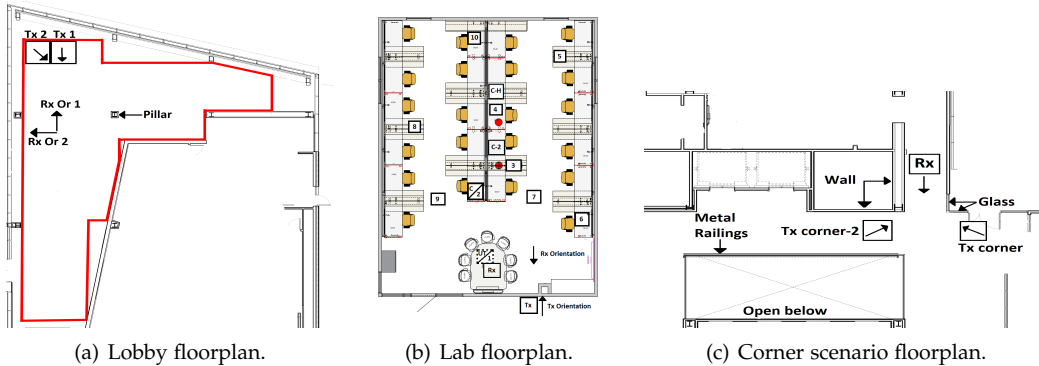 Tx 2 Tx 1
Rx Or 1
Pillar
Rx Or 2
(a) Lobby floorplan.
10
5
C-H
4
8
C-2
3
C
2
9
7
6
Rx
Rx Orientation
Tx
Tx Orientation
(b) Lab floorplan.
Rx
Wall
Glass
Metal
Railings
Tx corner-2
Tx corner
Open below
(c) Corner scenario floorplan.